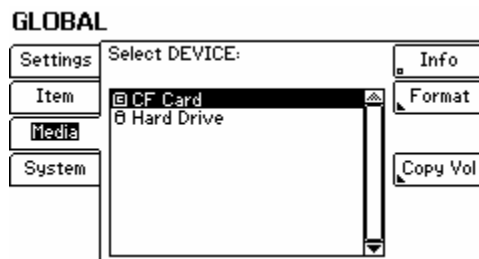 GLOBAL
Settings
Item
Media
System
Select DEVICE:
CF Card
Hard Drive
Info
Format
Copy Vol